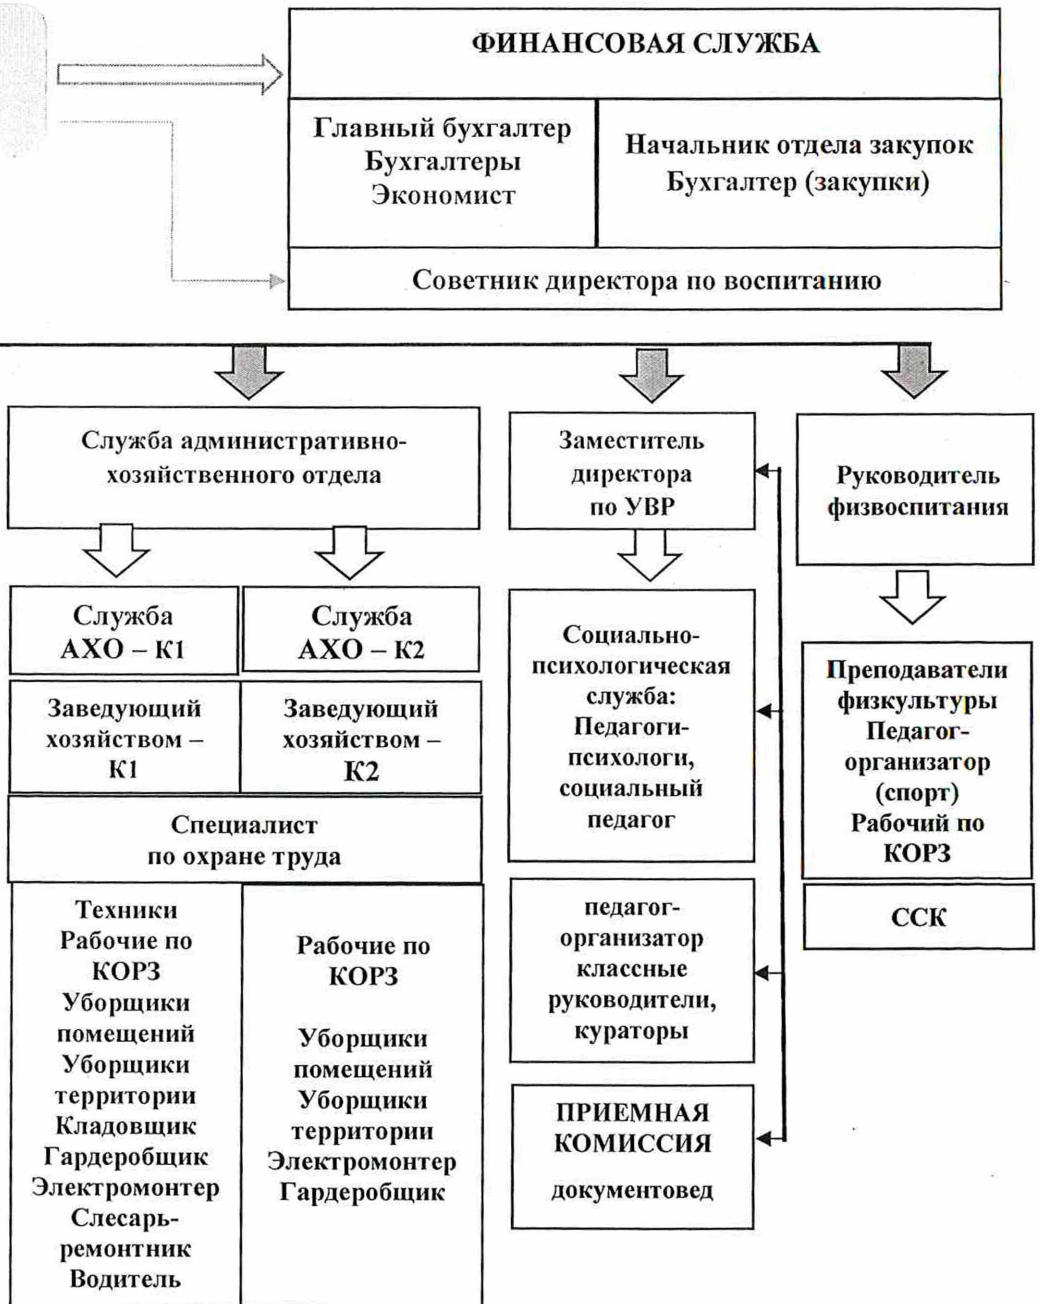 ФИНАНСОВАЯ СЛУЖБА
Главный бухгалтер
Бухгалтеры
Экономист
Начальник отдела закупок
Бухгалтер (закупки)
Советник директора по воспитанию
Служба административно-
хозяйственного отдела
Служба
АХО – К1
Служба
АХО – К2
Заведующий
хозяйством –
К1
Заведующий
хозяйством –
К2
Специалист
по охране труда
Техники
Рабочие по
КОРЗ
Уборщики
помещений
Уборщики
территории
Кладовщик
Гардеробщик
Электромонтер
Слесарь-
ремонтник
Водитель
Рабочие по
КОРЗ
Уборщики
помещений
Уборщики
территории
Электромонтер
Гардеробщик
Заместитель
директора
по УВР
Социально-
психологическая
служба:
Педагоги-
психологи,
социальный
педагог
педагог-
организатор
классные
руководители,
кураторы
ПРИЕМНАЯ
КОМИССИЯ
документовед
Руководитель
физвоспитания
Преподаватели
физкультуры
Педагог-
организатор
(спорт)
Рабочий по
КОРЗ
ССК